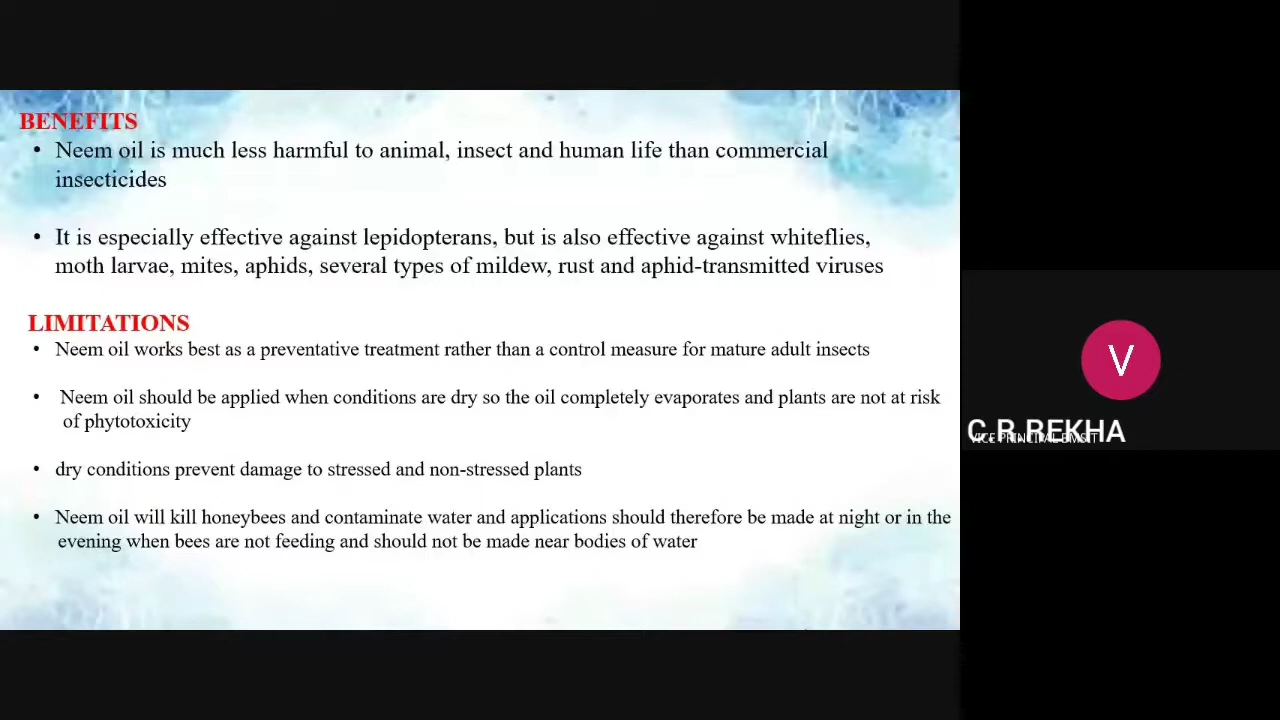 BENEFITS
• Neem oil is much less harmful to animal, insect and human life than commercial
insecticides
• It is especially effective against lepidopterans, but is also effective against whiteflies,
moth larvae, mites, aphids, several types of mildew, rust and aphid-transmitted viruses
LIMITATIONS
• Neem oil works best as a preventative treatment rather than a control measure for mature adult insects
• Neem oil should be applied when conditions are dry so the oil completely evaporates and plants are not at risk
of phytotoxicity
• dry conditions prevent damage to stressed and non-stressed plants
• Neem oil will kill honeybees and contaminate water and applications should therefore be made at night or in the
evening when bees are not feeding and should not be made near bodies of water
V
C.R.REKHA
VICE PRINCIPAL